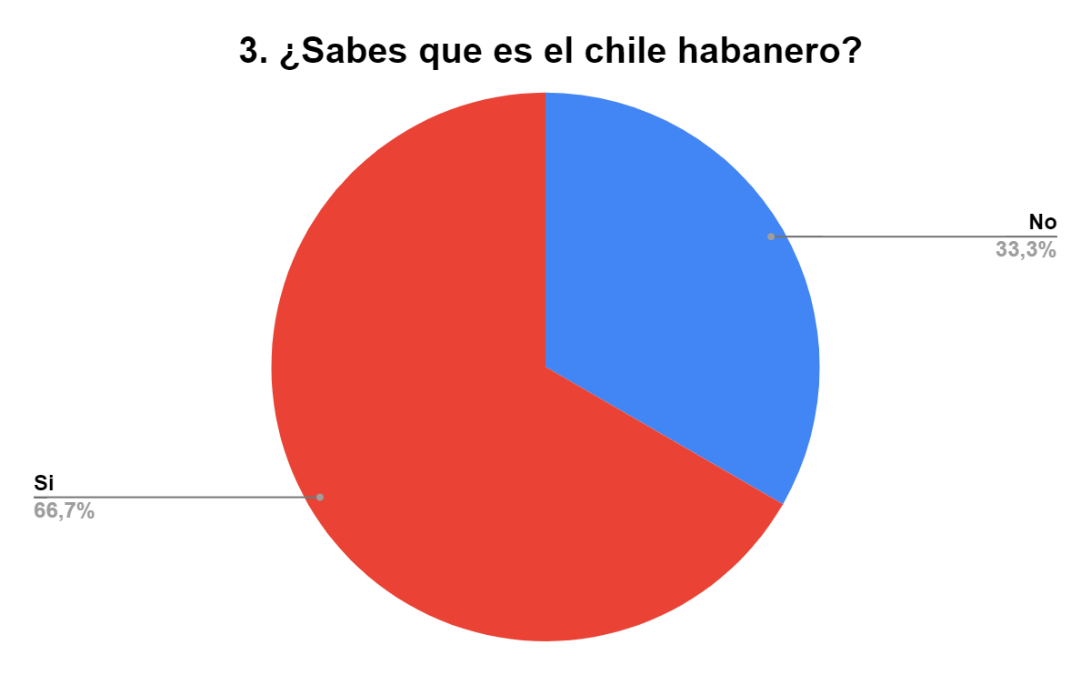 3. ¿Sabes que es el chile habanero?
No
33,3%
Si
66,7%